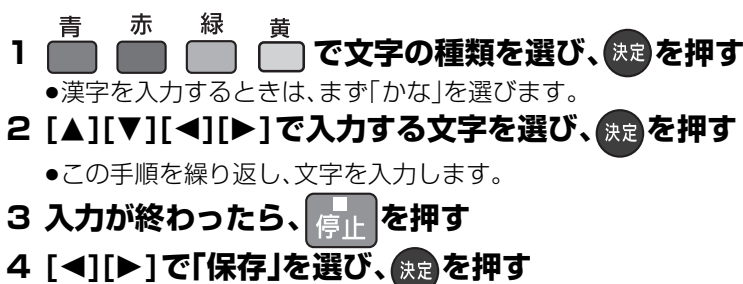 青 赤 緑 黄
1 で文字の種類を選び、決定を押す
●漢字を入力するときは、まず「かな」を選びます。
2 [▲][▼][◀][▶]で入力する文字を選び、決定を押す
●この手順を繰り返し、文字を入力します。
3 入力が終わったら、停止を押す
4 [◀][▶]で「保存」を選び、決定を押す